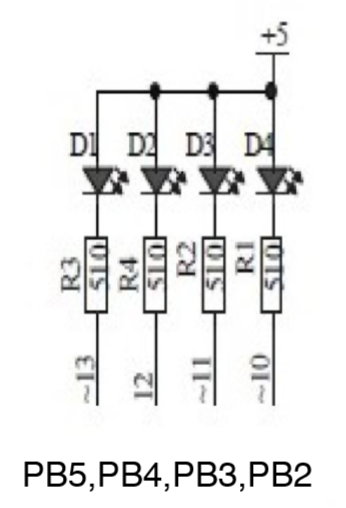 +5
D1 D2 D3 D4
R3 510 R4 510 R2 510 R1 510
~13 12 ~11 ~10
PB5,PB4,PB3,PB2